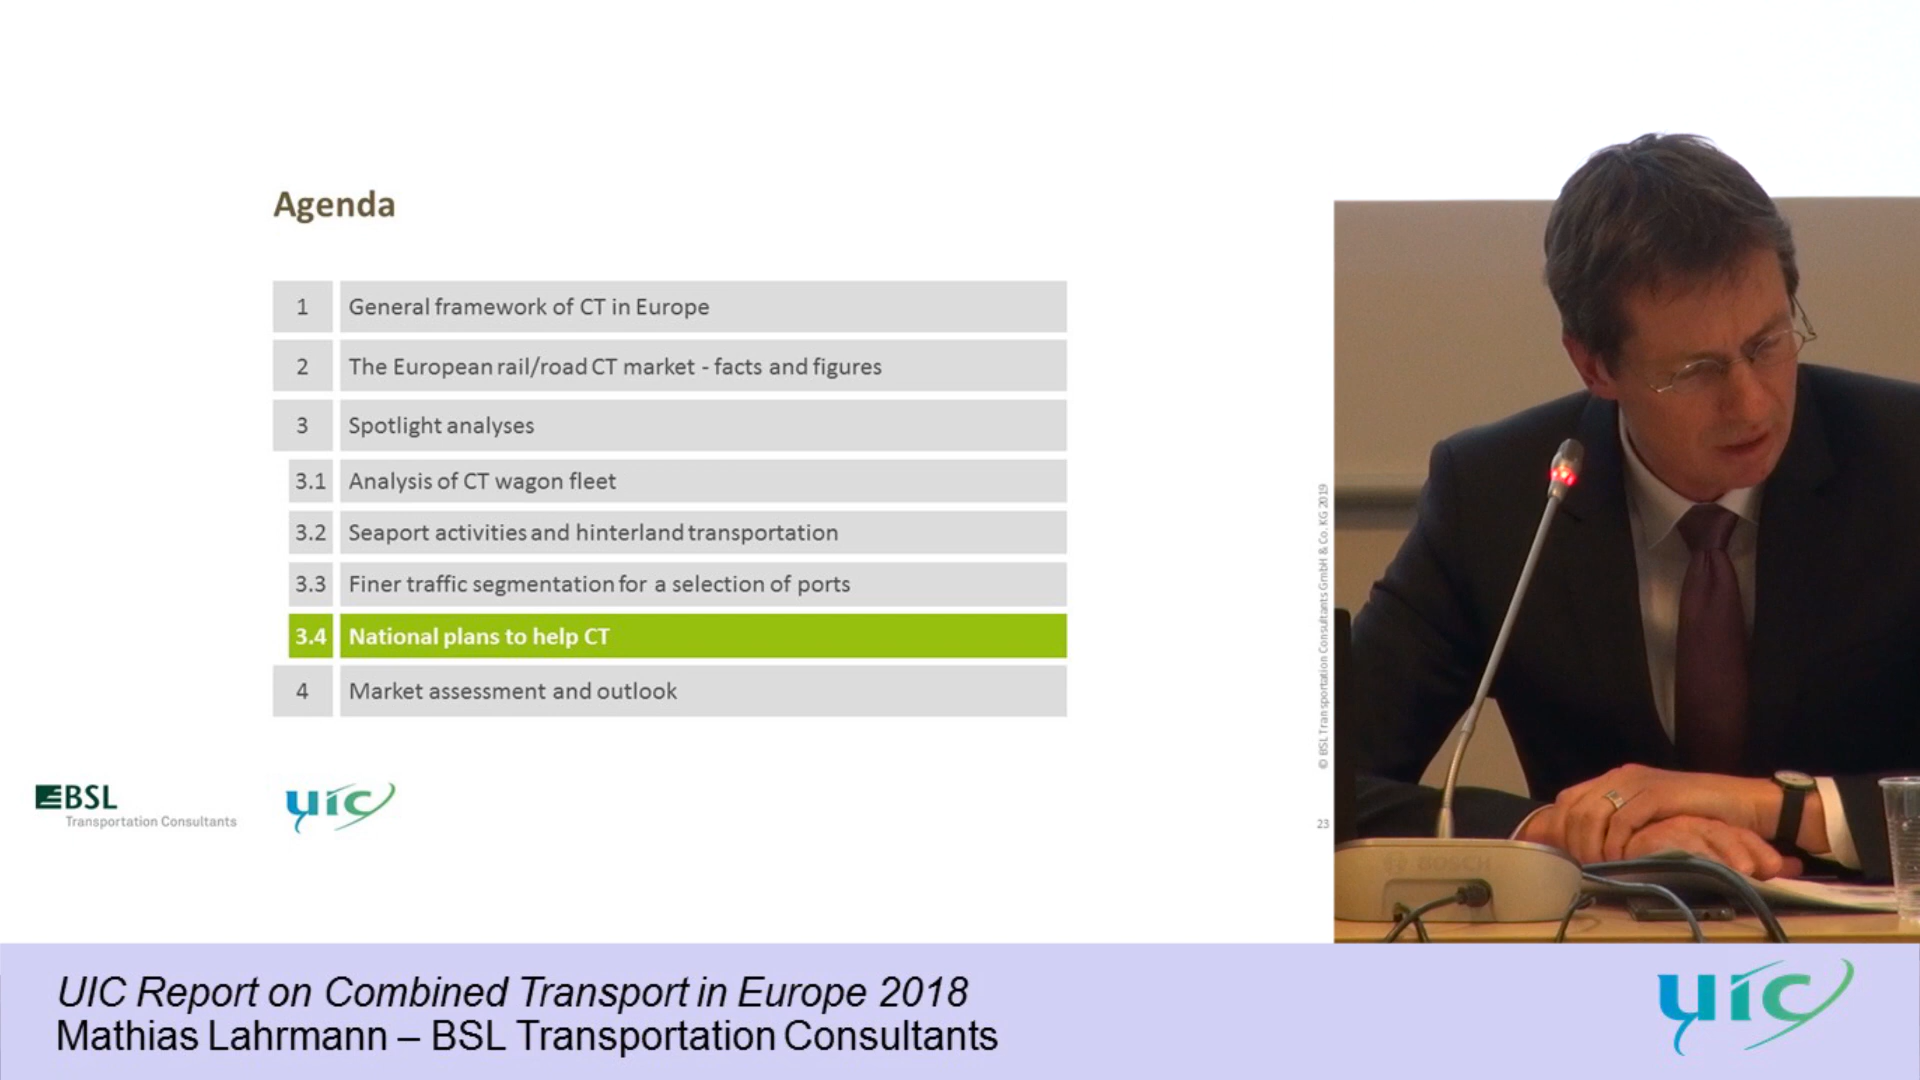 Agenda
1 General framework of CT in Europe
2 The European rail/road CT market - facts and figures
3 Spotlight analyses
3.1 Analysis of CT wagon fleet
3.2 Seaport activities and hinterland transportation
3.3 Finer traffic segmentation for a selection of ports
3.4 National plans to help CT
4 Market assessment and outlook
BSL
Transportation Consultants
uic
© BSL Transportation Consultants GmbH & Co. KG 2019
23
BOSCH
UIC Report on Combined Transport in Europe 2018
Mathias Lahrmann – BSL Transportation Consultants
uic